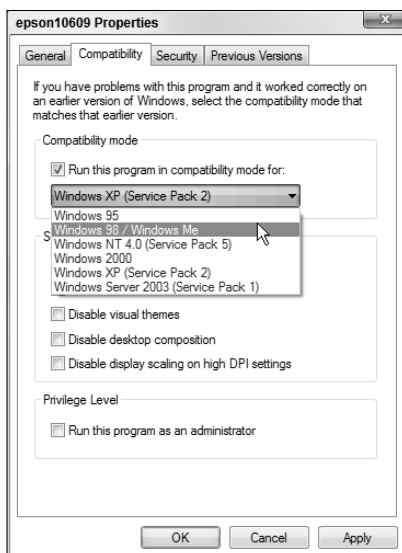 epson10609 Properties
General
Compatibility
Security
Previous Versions
If you have problems with this program and it worked correctly on
an earlier version of Windows, select the compatibility mode that
matches that earlier version.
Compatibility mode
Run this program in compatibility mode for:
Windows XP (Service Pack 2)
Windows 95
Windows 98 / Windows Me
Windows NT 4.0 (Service Pack 5)
Windows 2000
Windows XP (Service Pack 2)
Windows Server 2003 (Service Pack 1)
S
Disable visual themes
Disable desktop composition
Disable display scaling on high DPI settings
Privilege Level
Run this program as an administrator
OK
Cancel
Apply